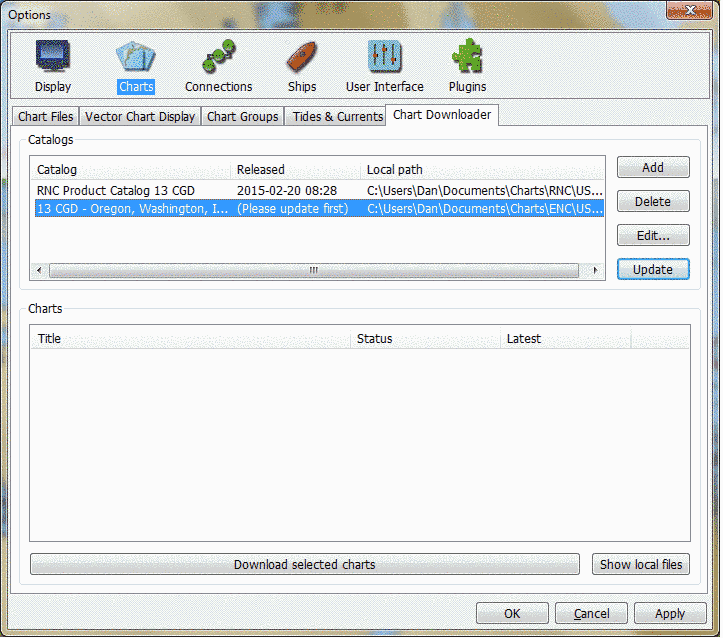 Options
Display Charts Connections Ships User Interface Plugins
Chart Files Vector Chart Display Chart Groups Tides & Currents Chart Downloader
Catalogs
Catalog Released Local path
RNC Product Catalog 13 CGD 2015-02-20 08:28 C:\Users\Dan\Documents\Charts\RNC\US...
13 CGD - Oregon, Washington, I... (Please update first) C:\Users\Dan\Documents\Charts\ENC\US...
Add
Delete
Edit...
Update
Charts
Title Status Latest
Download selected charts Show local files
OK Cancel Apply